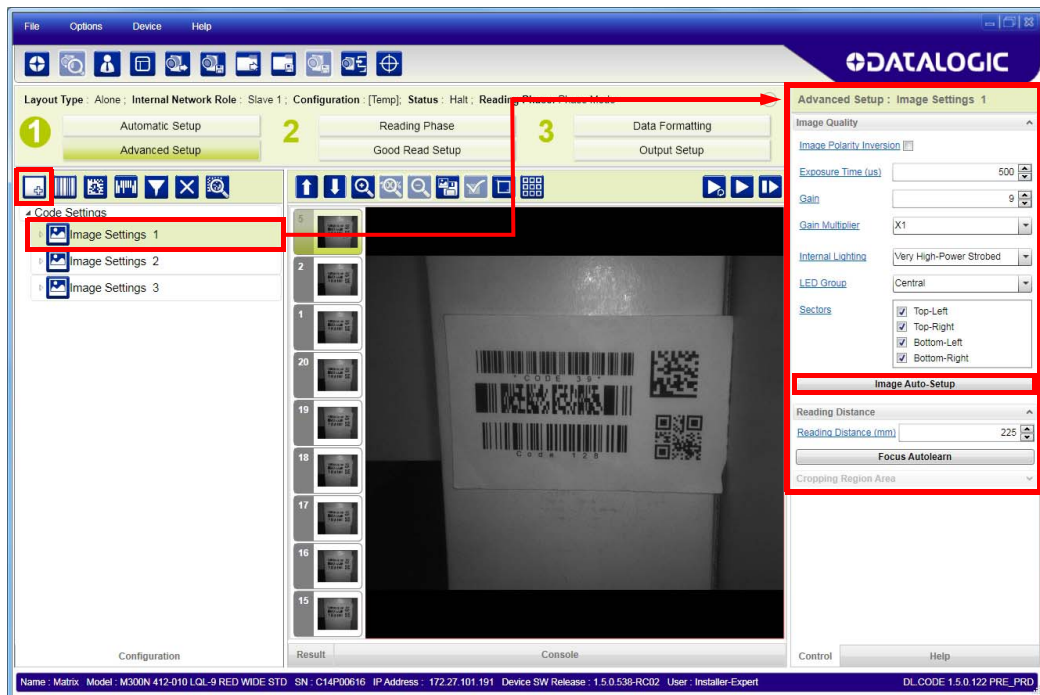 File Options Device Help
DATALOGIC
Layout Type : Alone ; Internal Network Role : Slave 1 ; Configuration : [Temp]; Status : Halt ; Reading Phase: Phase Mode
1 Automatic Setup
Advanced Setup
2 Reading Phase
Good Read Setup
3 Data Formatting
Output Setup
Code Settings
Image Settings 1
Image Settings 2
Image Settings 3
Configuration
5
2
1
20
19
18
17
16
15
*CODE 39*
Code 128
Result Console
Advanced Setup : Image Settings 1
Image Quality
Image Polarity Inversion
Exposure Time (us) 500
Gain 9
Gain Multiplier X1
Internal Lighting Very High-Power Strobed
LED Group Central
Sectors Top-Left
Top-Right
Bottom-Left
Bottom-Right
Image Auto-Setup
Reading Distance
Reading Distance (mm) 225
Focus Autolearn
Cropping Region Area
Control Help
Name : Matrix Model : M300N 412-010 LQL-9 RED WIDE STD SN : C14P00616 IP Address : 172.27.101.191 Device SW Release : 1.5.0.538-RC02 User : Installer-Expert DL.CODE 1.5.0.122 PRE_PRD